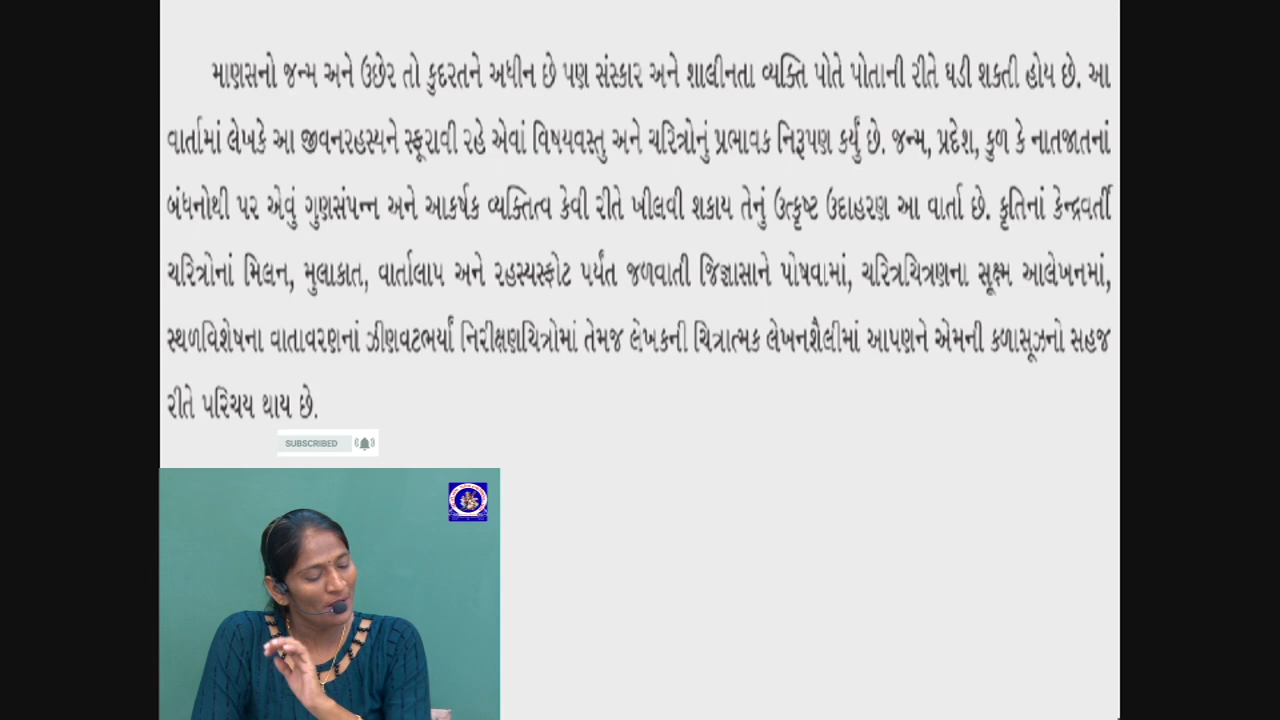 માણસનો જન્મ અને ઉછેર તો કુદરતને અધીન છે પણ સંસ્કાર અને શાલીનતા વ્યક્તિ પોતે પોતાની રીતે ઘડી શકતી હોય છે. આ
વાર્તામાં લેખકે આ જીવનરહસ્યને સ્ફૂરાવી રહે એવાં વિષયવસ્તુ અને ચરિત્રોનું પ્રભાવક નિરૂપણ કર્યું છે. જન્મ, પ્રદેશ, કુળ કે નાતજાતનાં
બંધનોથી પર એવું ગુણસંપન્ન અને આકર્ષક વ્યક્તિત્વ કેવી રીતે ખીલવી શકાય તેનું ઉત્કૃષ્ટ ઉદાહરણ આ વાર્તા છે. કૃતિનાં કેન્દ્રવર્તી
ચરિત્રોનાં મિલન, મુલાકાત, વાર્તાલાપ અને રહસ્યસ્ફોટ પર્યંત જળવાતી જિજ્ઞાસાને પોષવામાં, ચરિત્રચિત્રણના સૂક્ષ્મ આલેખનમાં,
સ્થળવિશેષના વાતાવરણનાં ઝીણવટભર્યાં નિરીક્ષણચિત્રોમાં તેમજ લેખકની ચિત્રાત્મક લેખનશૈલીમાં આપણને એમની કળાસૂઝનો સહજ
રીતે પરિચય થાય છે.
SUBSCRIBED